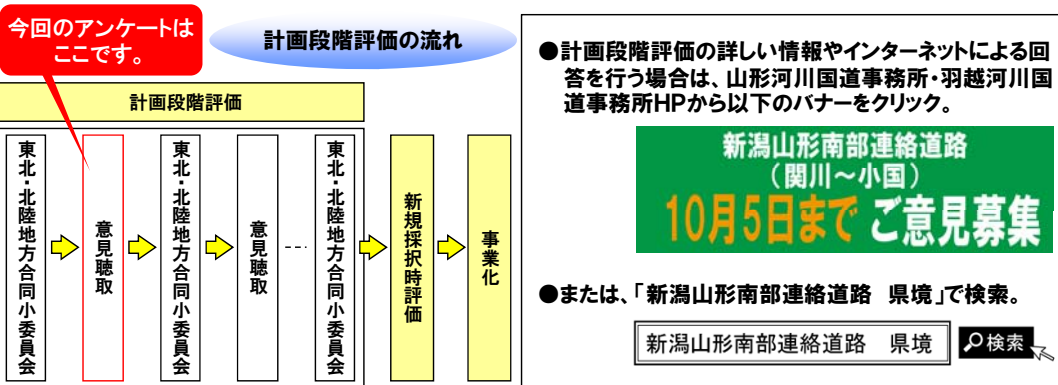 今回のアンケートは
ここです。
計画段階評価の流れ
計画段階評価
東北・北陸地方合同小委員会
意見聴取
東北・北陸地方合同小委員会
意見聴取
東北・北陸地方合同小委員会
新規採択時評価
事業化
●計画段階評価の詳しい情報やインターネットによる回
答を行う場合は、山形河川国道事務所・羽越河川国
道事務所HPから以下のバナーをクリック。
新潟山形南部連絡道路
（関川～小国）
10月5日まで ご意見募集
●または、「新潟山形南部連絡道路　県境」で検索。
新潟山形南部連絡道路　県境
検索